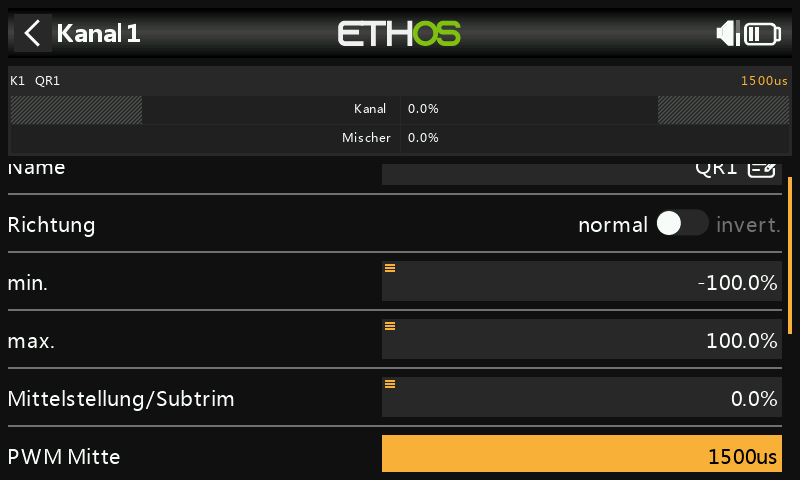 Kanal 1
ETHOS
K1 QR1 1500us
Kanal 0.0%
Mischer 0.0%
Name QR1
Richtung normal invert.
min. -100.0%
max. 100.0%
Mittelstellung/Subtrim 0.0%
PWM Mitte 1500us